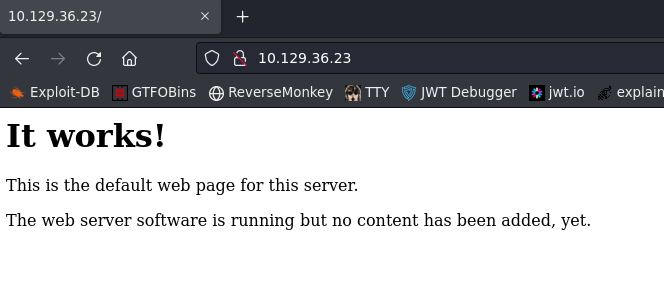 10.129.36.23/
10.129.36.23
Exploit-DB GTFOBins ReverseMonkey TTY JWT Debugger jwt.io explain
It works!
This is the default web page for this server.
The web server software is running but no content has been added, yet.